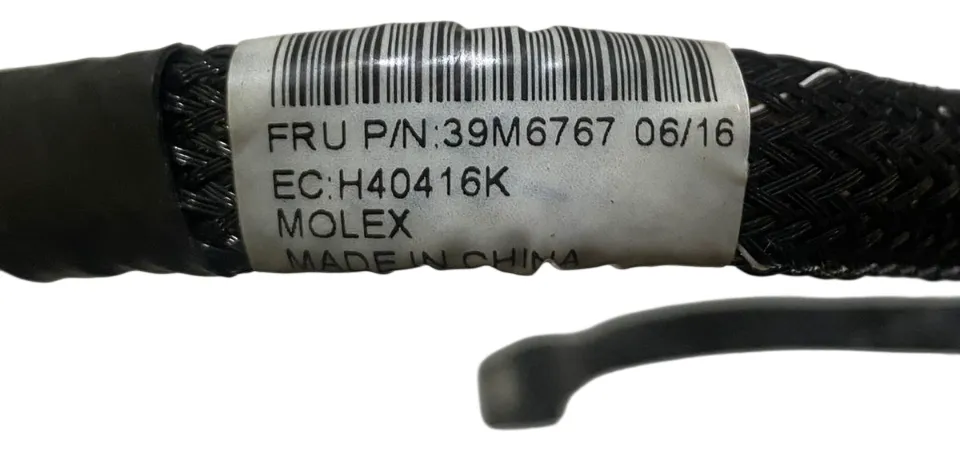 FRU P/N:39M6767 06/16
EC:H40416K
MOLEX
MADE IN CHINA